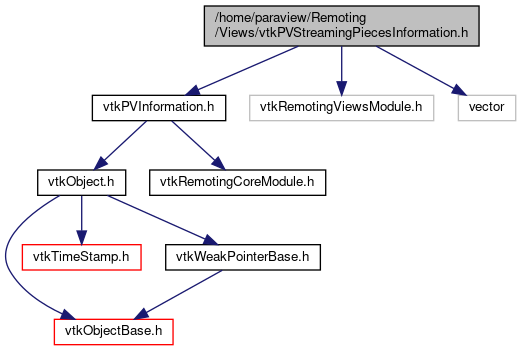 /home/paraview/Remoting
/Views/vtkPVStreamingPiecesInformation.h
vtkPVInformation.h
vtkRemotingViewsModule.h
vector
vtkObject.h
vtkRemotingCoreModule.h
vtkTimeStamp.h
vtkWeakPointerBase.h
vtkObjectBase.h